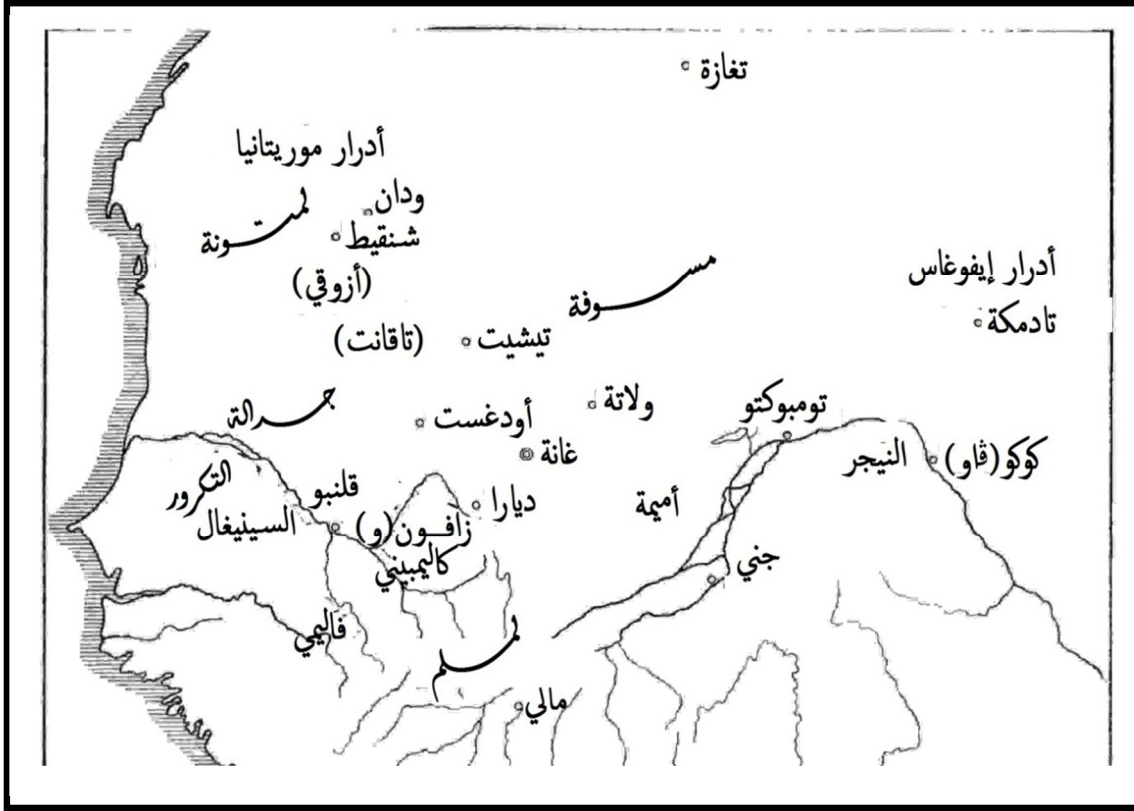 تغازة
أدرار موريتانيا
ودان
لمتونة
شنقيط
أدرار إيفوغاس
مسوفة
(أزوقي)
تادمكة
تيشيت
(تاقانت)
ولاتة
تومبوكتو
جدالة
أودغست
غانة
كوكو(ڤاو)
النيجر
التكرور
قلنبو
ديارا
أميمة
السينيغال
زافون(و)
كاليمبيني
جني
فاليمي
لملم
مالي